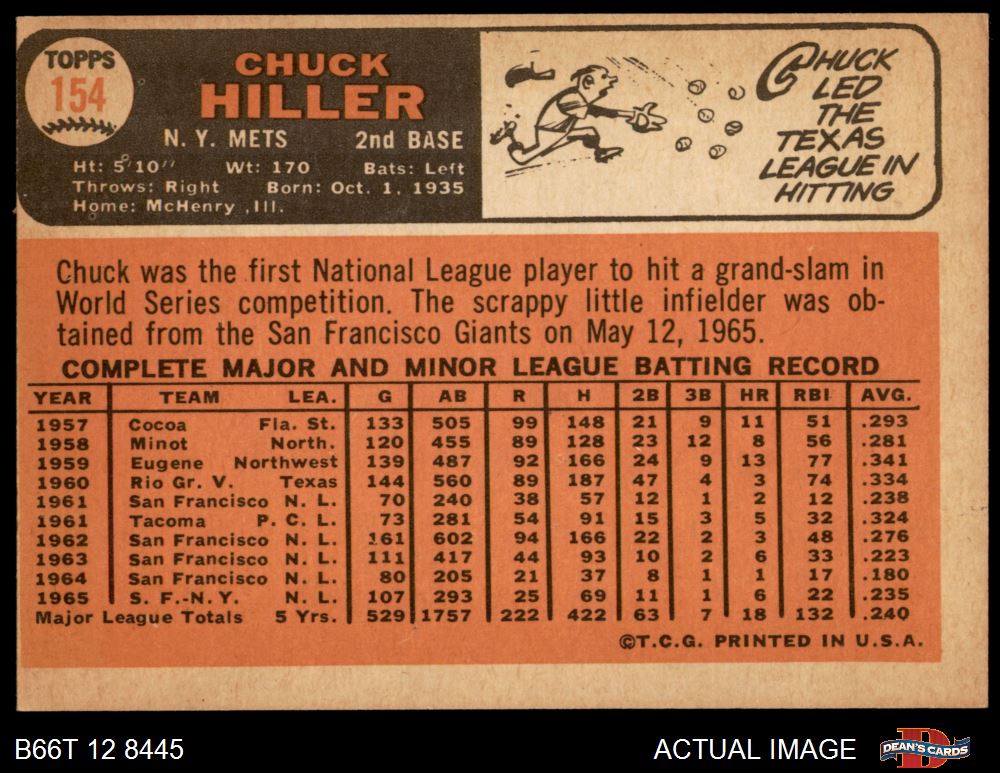 TOPPS
154
CHUCK
HILLER
N. Y. METS 2nd BASE
Ht: 5'10" Wt: 170 Bats: Left
Throws: Right Born: Oct. 1, 1935
Home: McHenry ,Ill.
CHUCK
LED
THE
TEXAS
LEAGUE IN
HITTING
Chuck was the first National League player to hit a grand-slam in
World Series competition. The scrappy little infielder was ob-
tained from the San Francisco Giants on May 12, 1965.
COMPLETE MAJOR AND MINOR LEAGUE BATTING RECORD
YEAR TEAM LEA. G AB R H 2B 3B HR RBI AVG.
1957 Cocoa Fla. St. 133 505 99 148 21 9 11 51 .293
1958 Minot North. 120 455 89 128 23 12 8 56 .281
1959 Eugene Northwest 139 487 92 166 24 9 13 77 .341
1960 Rio Gr. V. Texas 144 560 89 187 47 4 3 74 .334
1961 San Francisco N. L. 70 240 38 57 12 1 2 12 .238
1961 Tacoma P. C. L. 73 281 54 91 15 3 5 32 .324
1962 San Francisco N. L. 161 602 94 166 22 2 3 48 .276
1963 San Francisco N. L. 111 417 44 93 10 2 6 33 .223
1964 San Francisco N. L. 80 205 21 37 8 1 1 17 .180
1965 S. F.-N. Y. N. L. 107 293 25 69 11 1 6 22 .235
Major League Totals 5 Yrs. 529 1757 222 422 63 7 18 132 .240
©T.C.G. PRINTED IN U.S.A.
B66T 12 8445 ACTUAL IMAGE DEAN'S CARDS